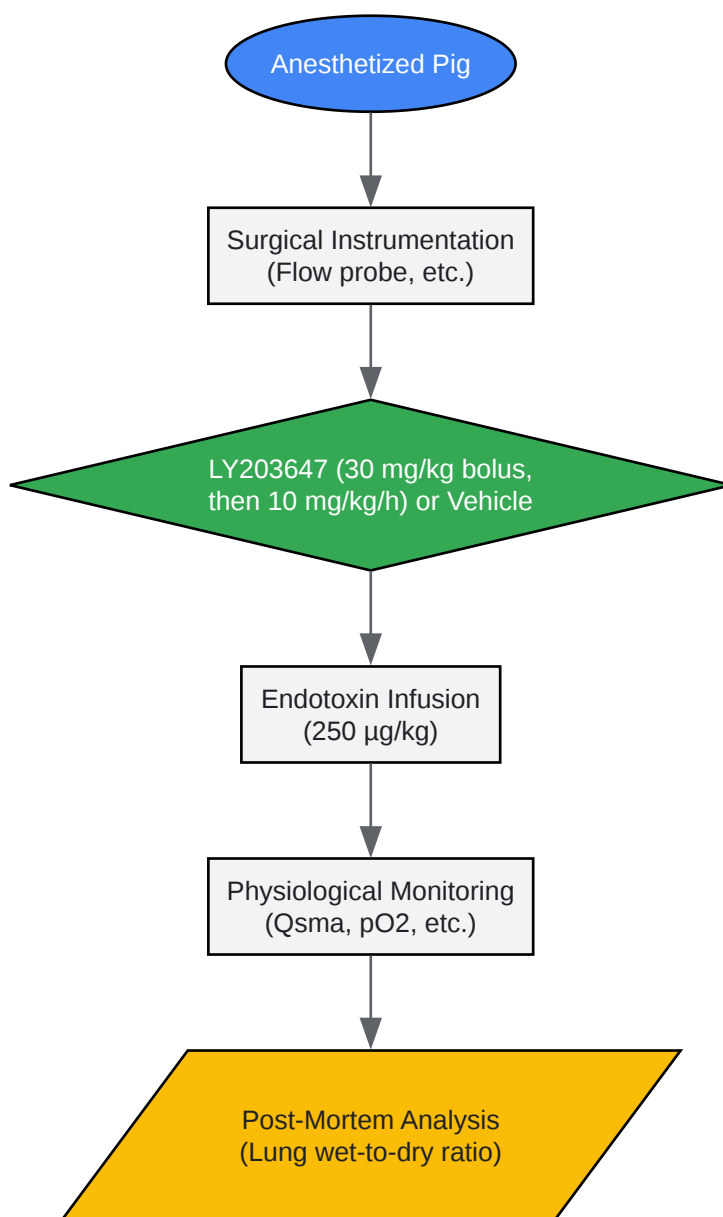 Anesthetized Pig
Surgical Instrumentation
(Flow probe, etc.)
LY203647 (30 mg/kg bolus,
then 10 mg/kg/h) or Vehicle
Endotoxin Infusion
(250 µg/kg)
Physiological Monitoring
(Qsma, pO2, etc.)
Post-Mortem Analysis
(Lung wet-to-dry ratio)